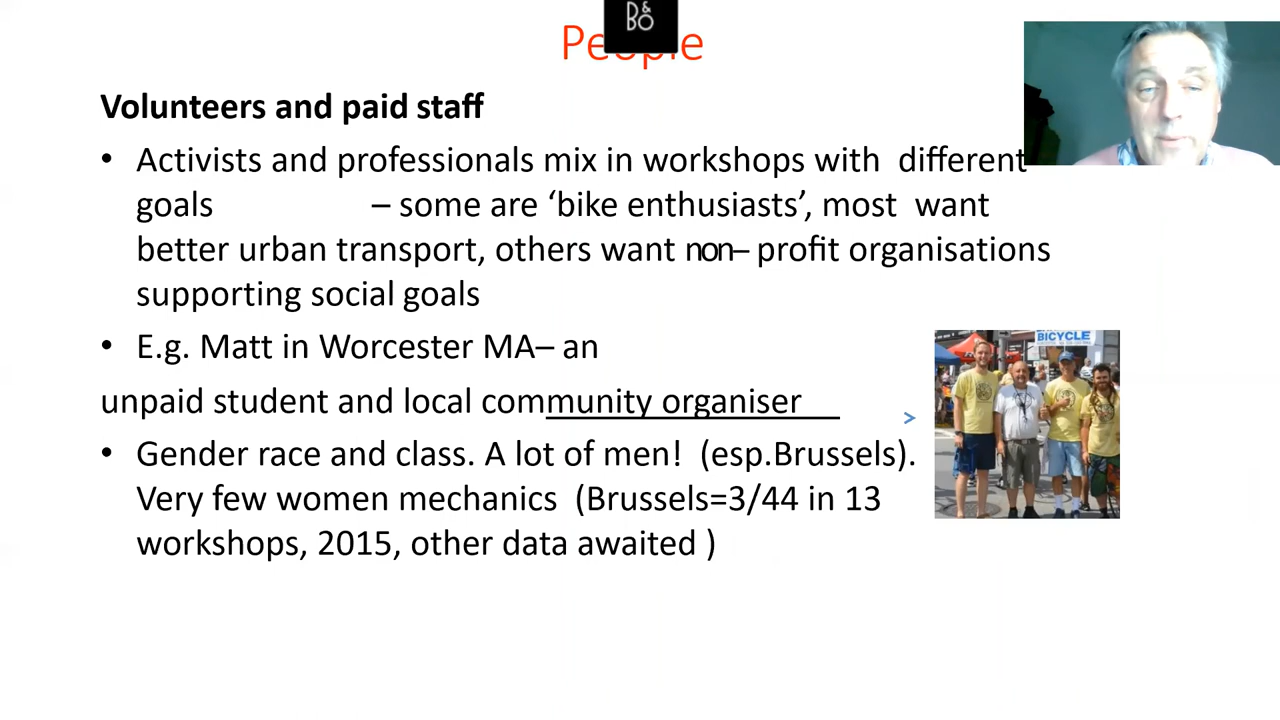 D&
BO
People
Volunteers and paid staff
• Activists and professionals mix in workshops with different
goals – some are ‘bike enthusiasts’, most want
better urban transport, others want non– profit organisations
supporting social goals
• E.g. Matt in Worcester MA– an
unpaid student and local community organiser
>
BICYCLE
• Gender race and class. A lot of men! (esp.Brussels).
Very few women mechanics (Brussels=3/44 in 13
workshops, 2015, other data awaited )